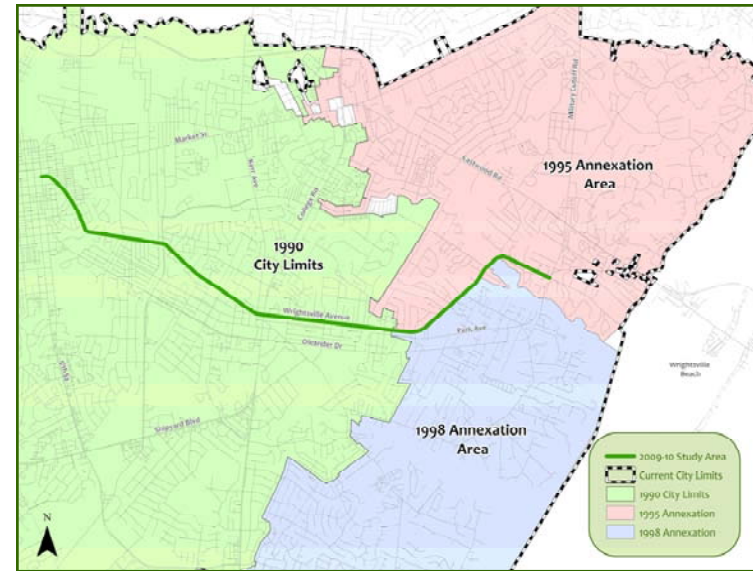 Market St
Kerr Ave
College Rd
Eastwood Rd
Military Cutoff Rd
1995 Annexation
Area
1990
City Limits
Wrightsville Avenue
Oleander Dr
Park Ave
17th St
Shipyard Blvd
Wrightsville
Beach
1998 Annexation
Area
N
2009-10 Study Area
Current City Limits
1990 City Limits
1995 Annexation
1998 Annexation